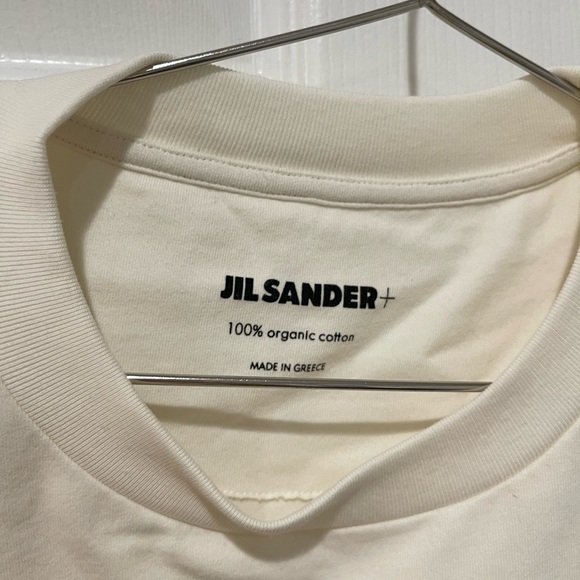 JIL SANDER+
100% organic cotton
MADE IN GREECE